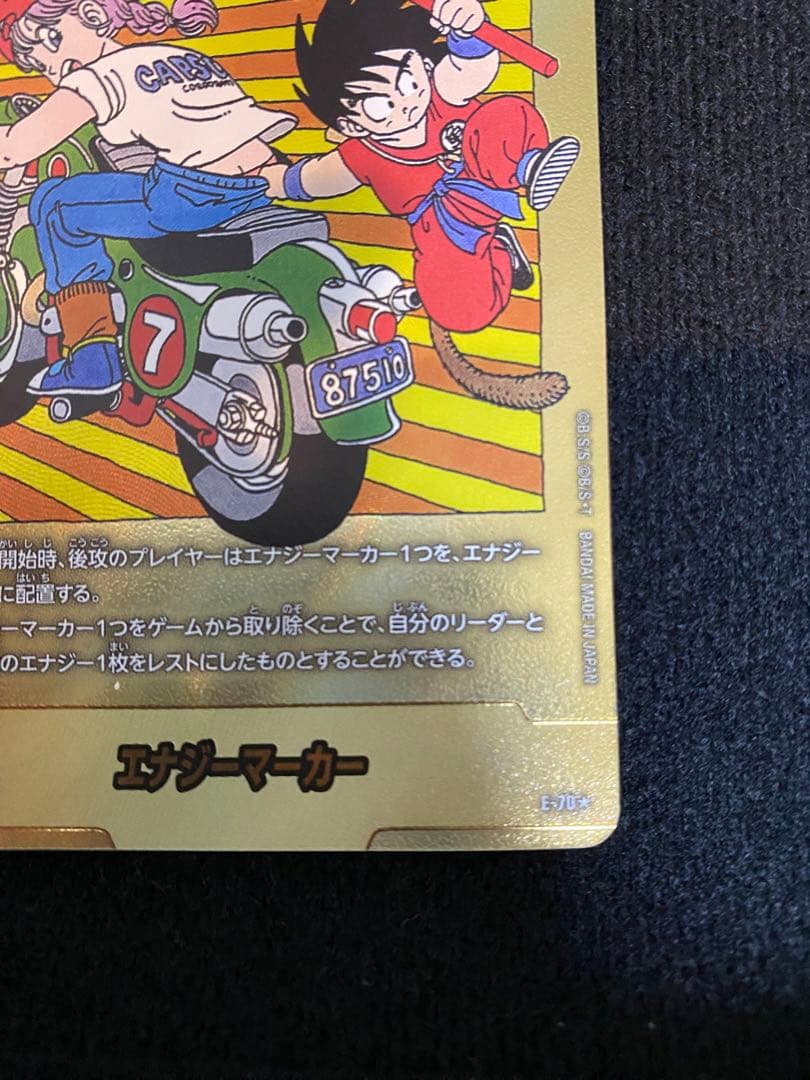 CAPSU
7
87510
©B.S/S ©B/S・T BANDAI MADE IN JAPAN
開始時、後攻のプレイヤーはエナジーマーカー1つを、エナジー
に配置する。
ーマーカー1つをゲームから取り除くことで、自分のリーダーと
のエナジー1枚をレストにしたものとすることができる。
エナジーマーカー
E-70★